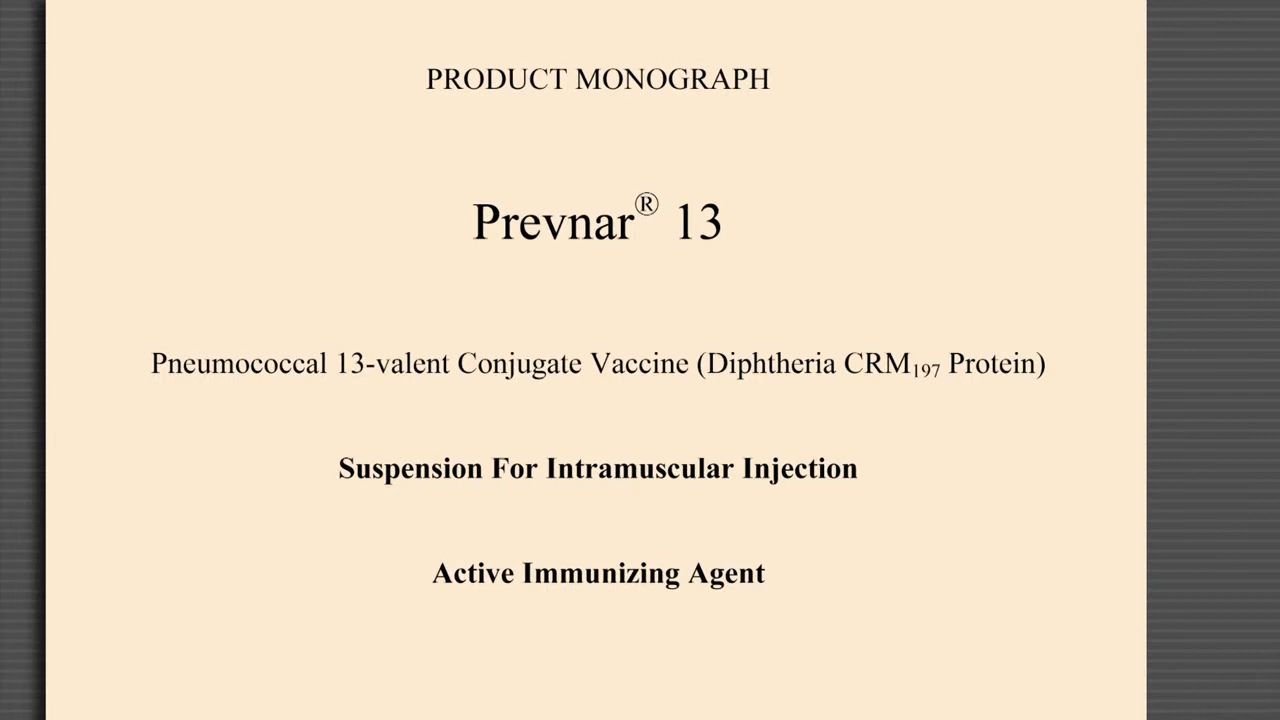 PRODUCT MONOGRAPH
Prevnar® 13
Pneumococcal 13-valent Conjugate Vaccine (Diphtheria CRM₁₉₇ Protein)
Suspension For Intramuscular Injection
Active Immunizing Agent